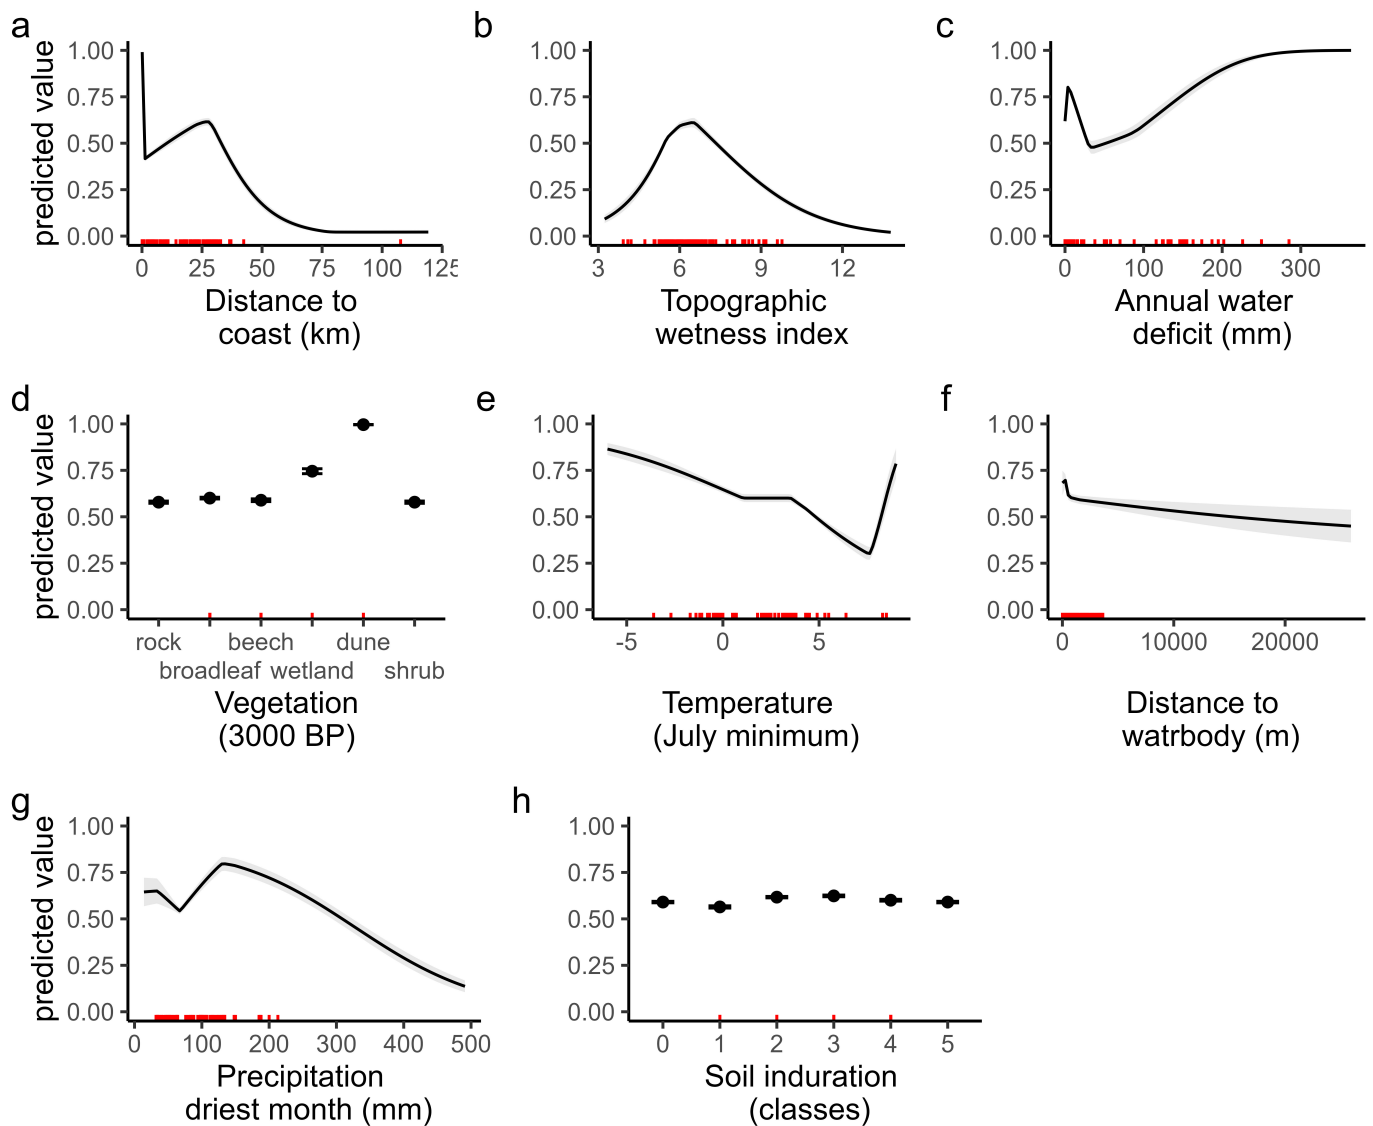 a
b
c
predicted value
1.00
0.75
0.50
0.25
0.00
0 25 50 75 100 125
Distance to
coast (km)
1.00
0.75
0.50
0.25
0.00
3 6 9 12
Topographic
wetness index
1.00
0.75
0.50
0.25
0.00
0 100 200 300
Annual water
deficit (mm)
d
e
f
predicted value
1.00
0.75
0.50
0.25
0.00
rock beech dune
broadleaf wetland shrub
Vegetation
(3000 BP)
1.00
0.75
0.50
0.25
0.00
-5 0 5
Temperature
(July minimum)
1.00
0.75
0.50
0.25
0.00
0 10000 20000
Distance to
watrbody (m)
g
h
predicted value
1.00
0.75
0.50
0.25
0.00
0 100 200 300 400 500
Precipitation
driest month (mm)
1.00
0.75
0.50
0.25
0.00
0 1 2 3 4 5
Soil induration
(classes)